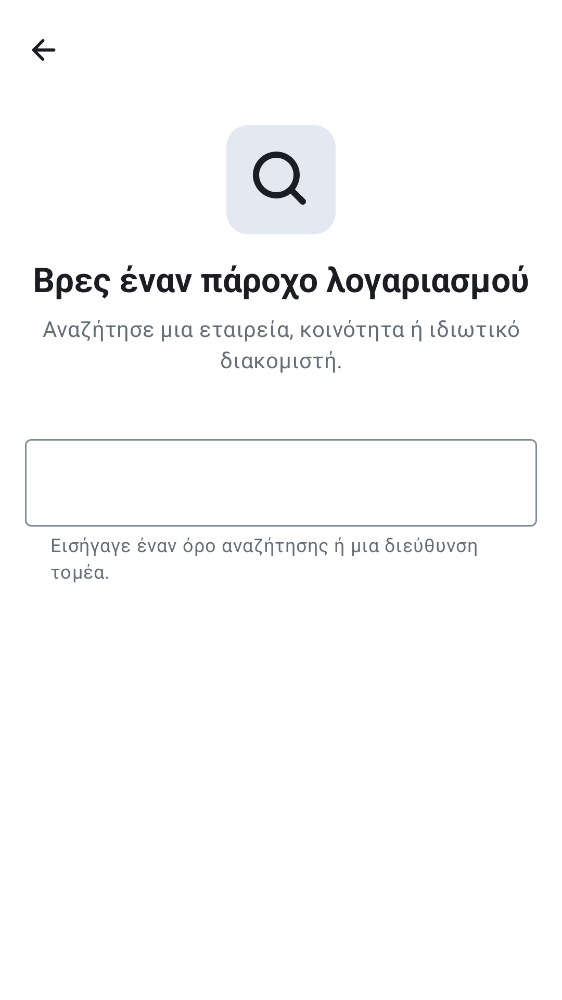 Βρες έναν πάροχο λογαριασμού
Αναζήτησε μια εταιρεία, κοινότητα ή ιδιωτικό
διακομιστή.
Εισήγαγε έναν όρο αναζήτησης ή μια διεύθυνση
τομέα.